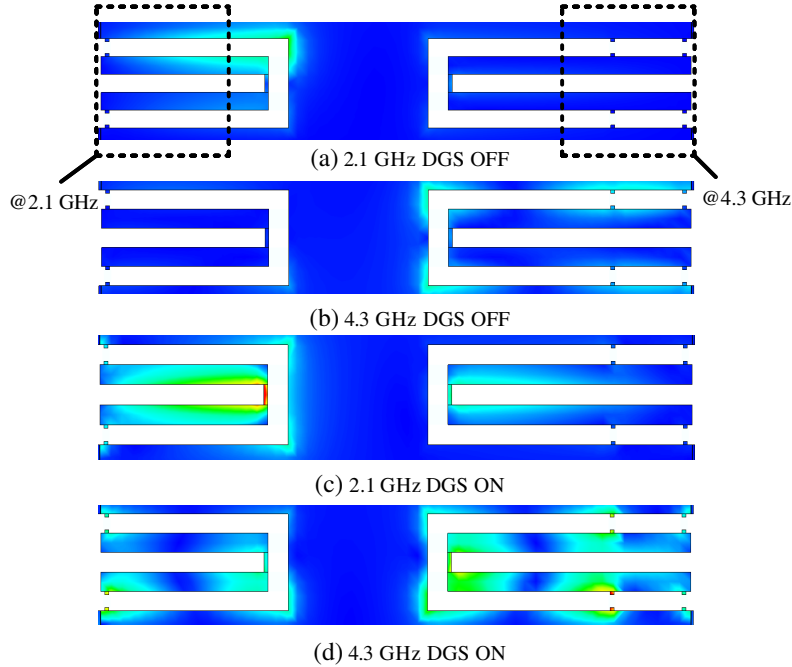 (a) 2.1 GHz DGS OFF
@2.1 GHz
@4.3 GHz
(b) 4.3 GHz DGS OFF
(c) 2.1 GHz DGS ON
(d) 4.3 GHz DGS ON